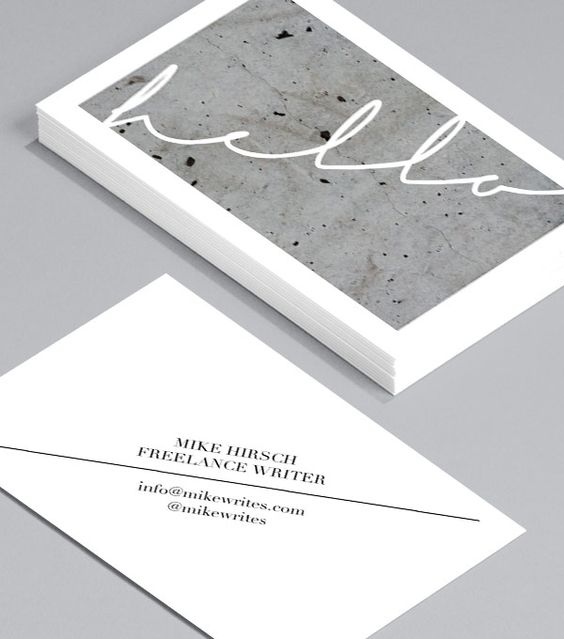 hello
MIKE HIRSCH
FREELANCE WRITER
info@mikewrites.com
@mikewrites